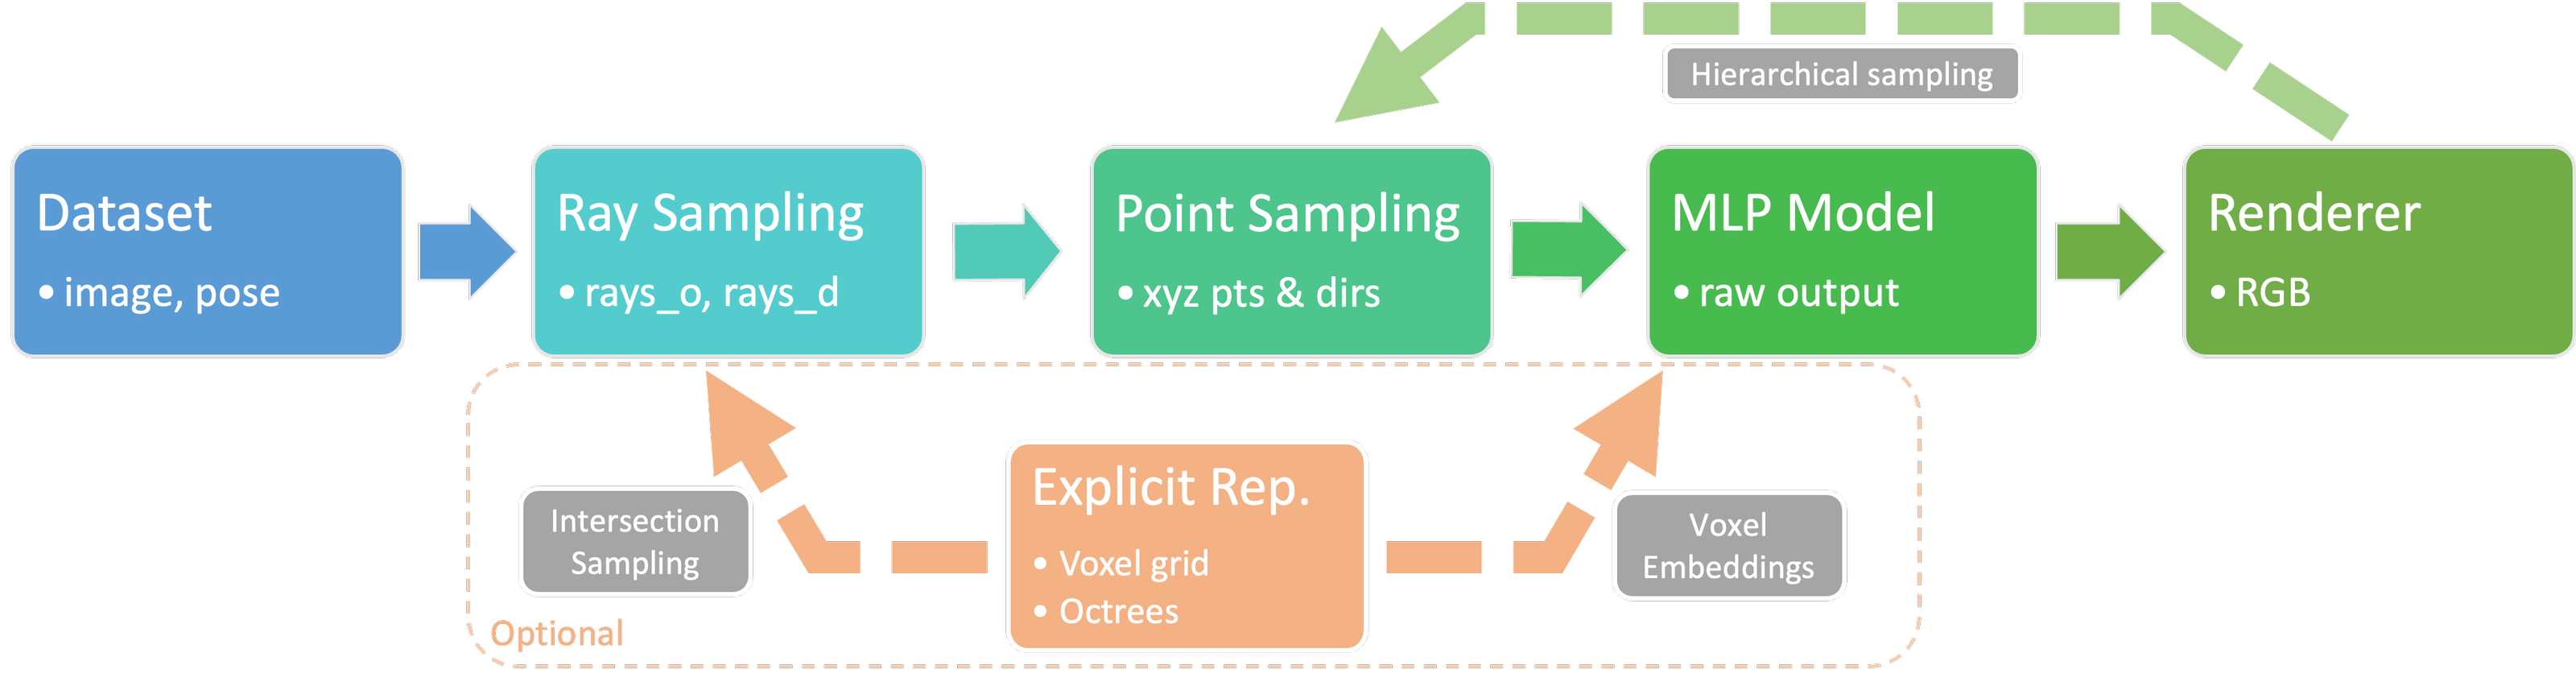 Hierarchical sampling
Dataset
• image, pose
Ray Sampling
• rays_o, rays_d
Point Sampling
• xyz pts & dirs
MLP Model
• raw output
Renderer
• RGB
Intersection
Sampling
Explicit Rep.
• Voxel grid
• Octrees
Voxel
Embeddings
Optional